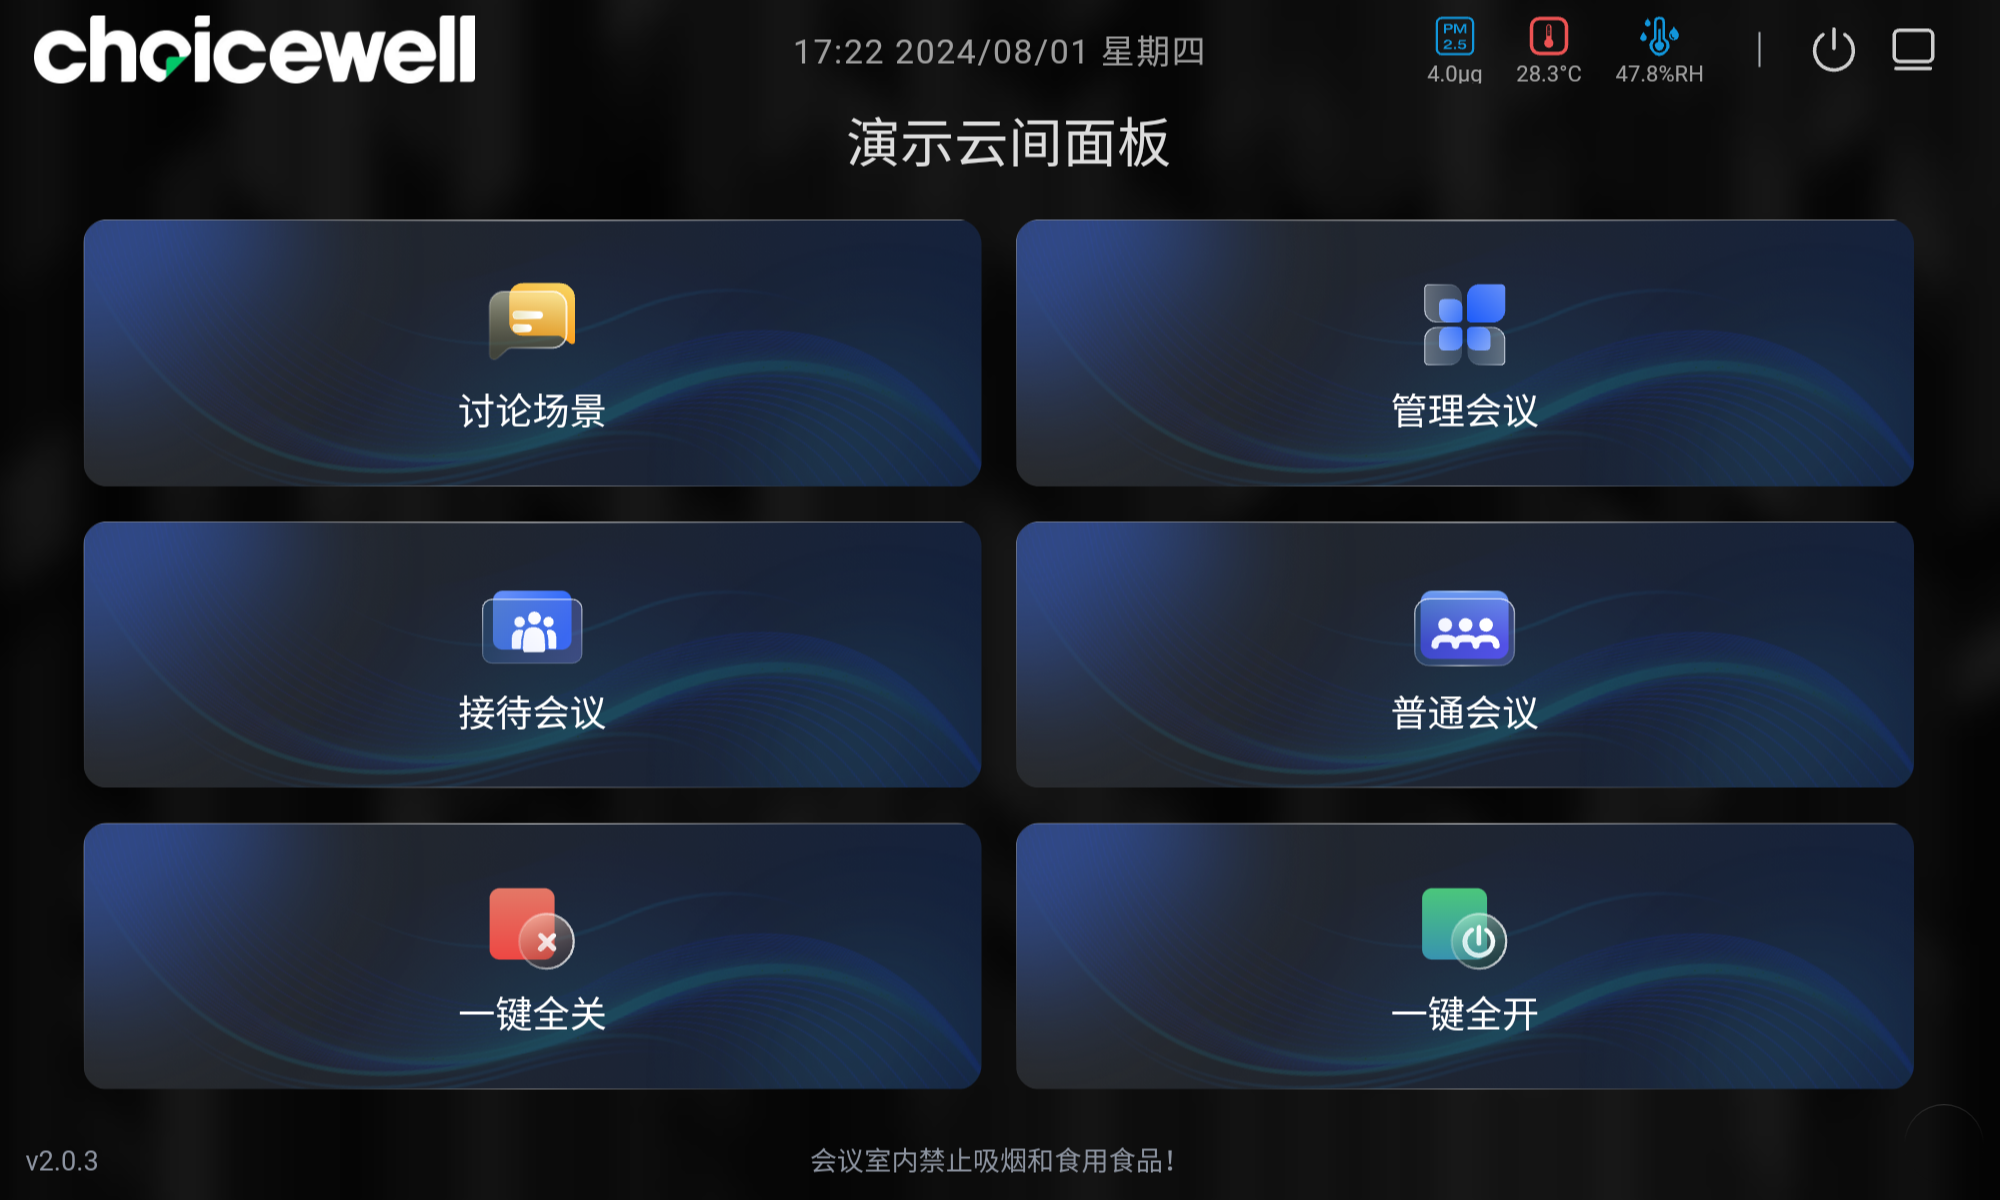 choicewell
17:22 2024/08/01 星期四
PM
2.5
4.0μg
28.3°C
47.8%RH
演示云间面板
讨论场景
管理会议
接待会议
普通会议
一键全关
一键全开
v2.0.3
会议室内禁止吸烟和食用食品！